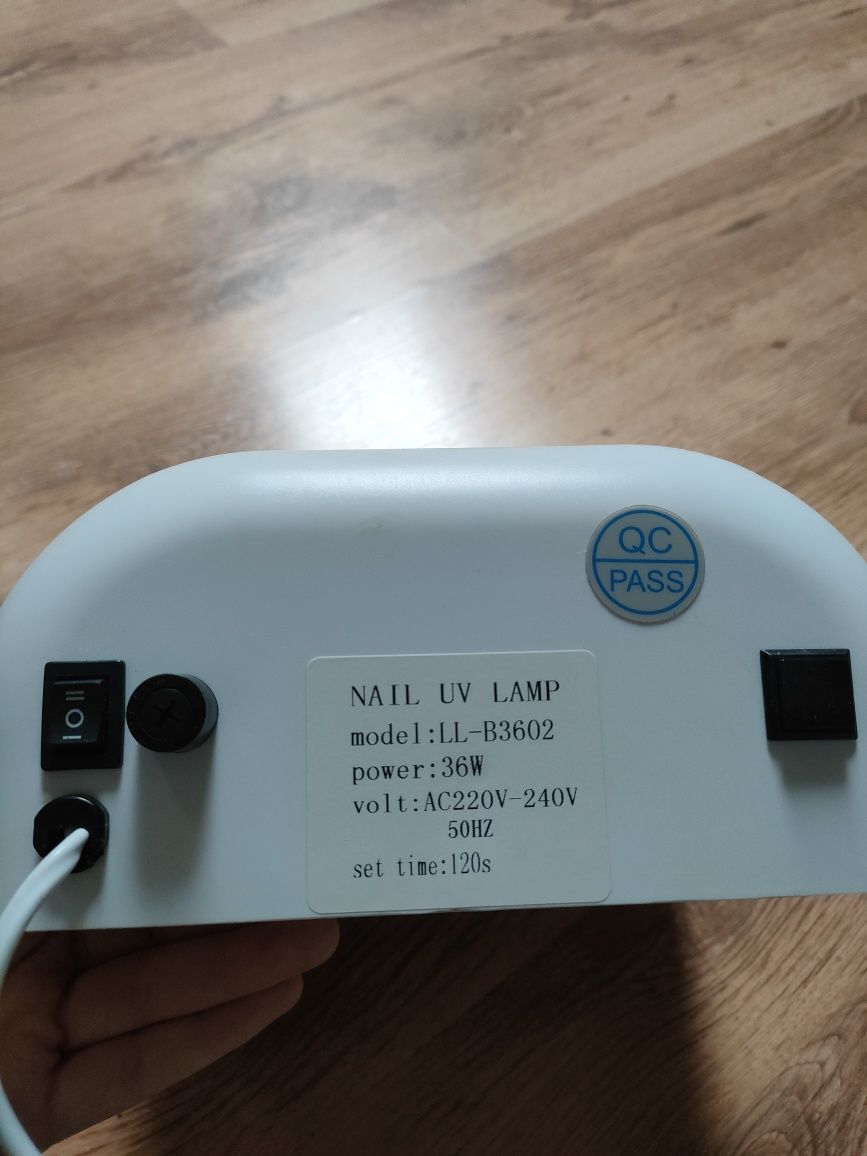 QC
PASS
NAIL UV LAMP
model:LL-B3602
power:36W
volt:AC220V-240V
50HZ
set time:120s